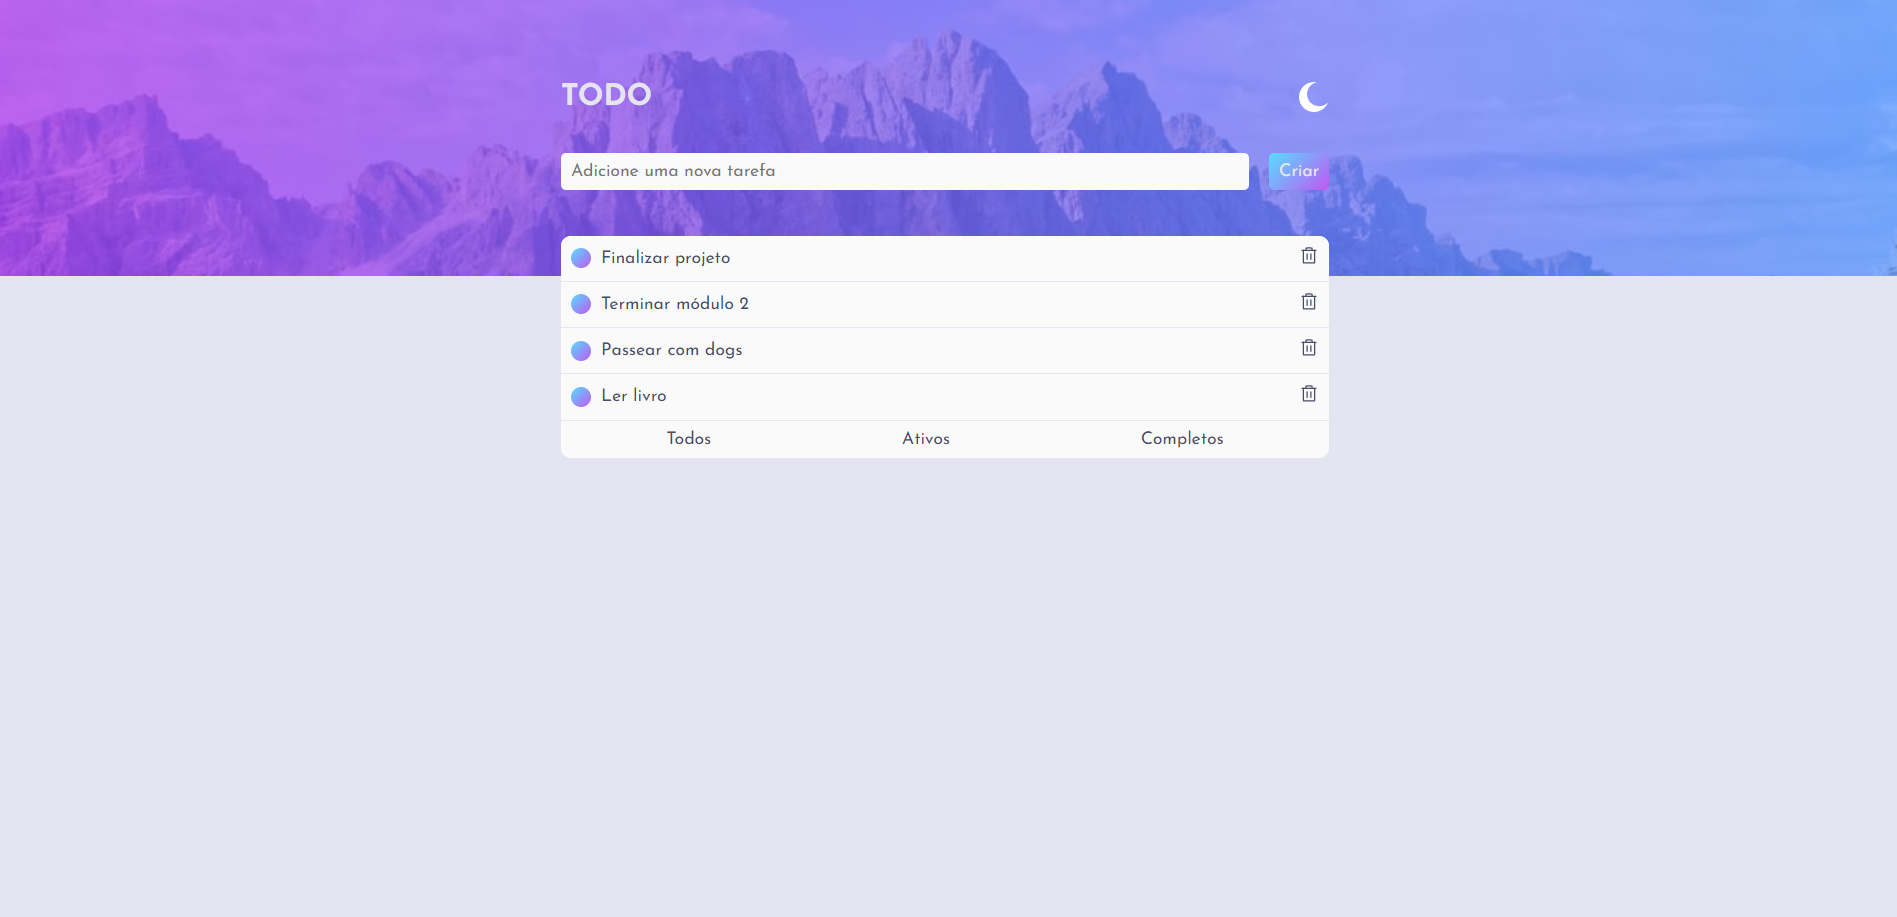 TODO
Adicione uma nova tarefa
Criar
Finalizar projeto
Terminar módulo 2
Passear com dogs
Ler livro
Todos Ativos Completos